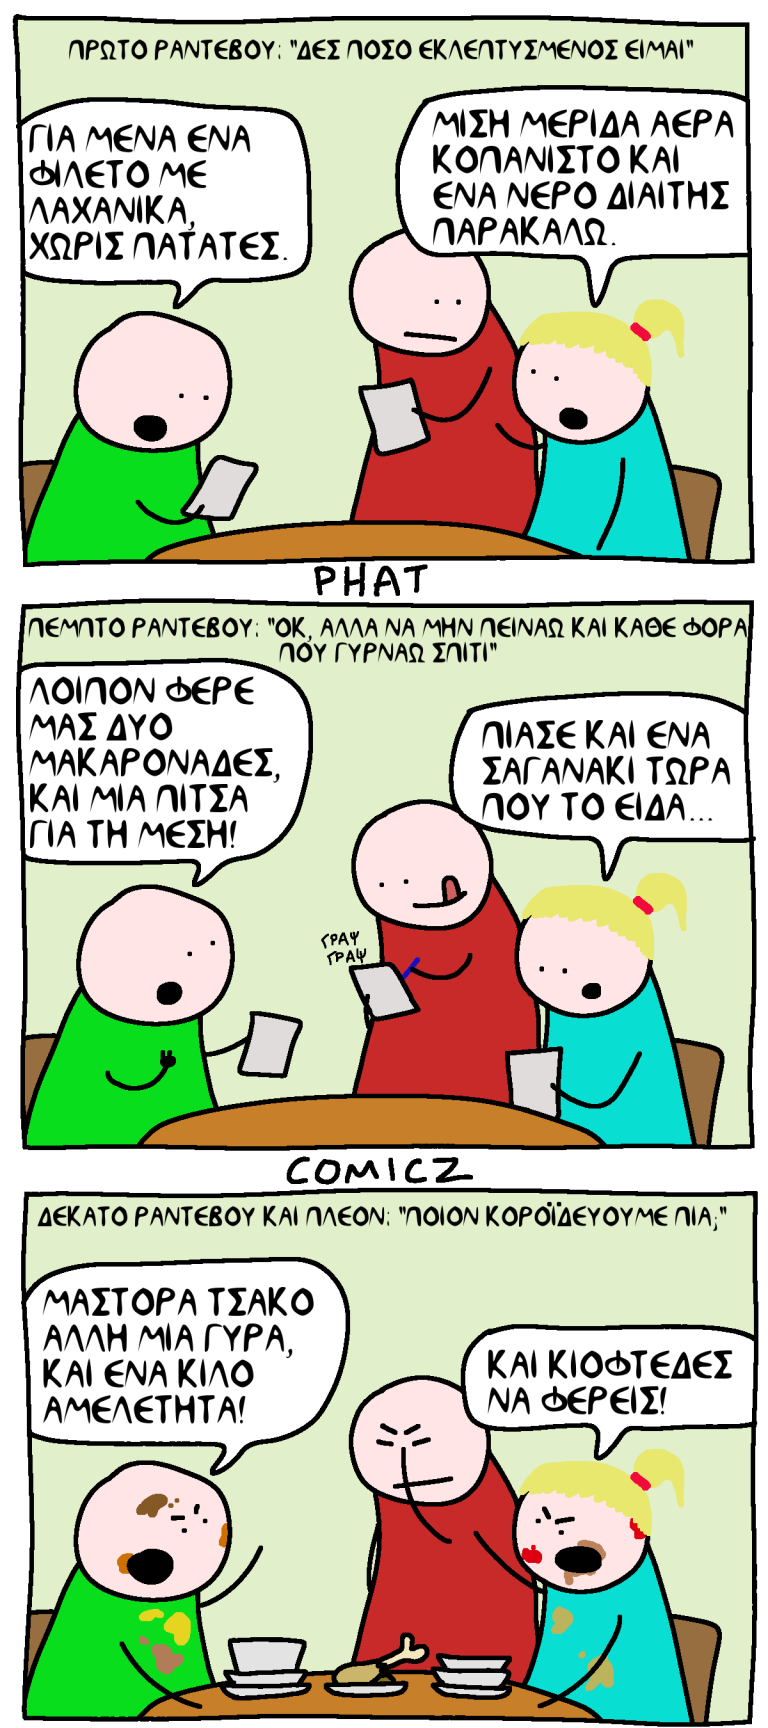 ΠΡΩΤΟ ΡΑΝΤΕΒΟΥ: "ΔΕΣ ΠΟΣΟ ΕΚΛΕΠΤΥΣΜΕΝΟΣ ΕΙΜΑΙ"
ΓΙΑ ΜΕΝΑ ΕΝΑ
ΦΙΛΕΤΟ ΜΕ
ΛΑΧΑΝΙΚΑ,
ΧΩΡΙΣ ΠΑΤΑΤΕΣ.
ΜΙΣΗ ΜΕΡΙΔΑ ΑΕΡΑ
ΚΟΠΑΝΙΣΤΟ ΚΑΙ
ΕΝΑ ΝΕΡΟ ΔΙΑΙΤΗΣ
ΠΑΡΑΚΑΛΩ.
PHAT
ΠΕΜΠΤΟ ΡΑΝΤΕΒΟΥ: "ΟΚ, ΑΛΛΑ ΝΑ ΜΗΝ ΠΕΙΝΑΩ ΚΑΙ ΚΑΘΕ ΦΟΡΑ
ΠΟΥ ΓΥΡΝΑΩ ΣΠΙΤΙ"
ΛΟΙΠΟΝ ΦΕΡΕ
ΜΑΣ ΔΥΟ
ΜΑΚΑΡΟΝΑΔΕΣ,
ΚΑΙ ΜΙΑ ΠΙΤΣΑ
ΓΙΑ ΤΗ ΜΕΣΗ!
ΠΙΑΣΕ ΚΑΙ ΕΝΑ
ΣΑΓΑΝΑΚΙ ΤΩΡΑ
ΠΟΥ ΤΟ ΕΙΔΑ...
ΓΡΑΨ
ΓΡΑΨ
COMICZ
ΔΕΚΑΤΟ ΡΑΝΤΕΒΟΥ ΚΑΙ ΠΛΕΟΝ: "ΠΟΙΟΝ ΚΟΡΟΪΔΕΥΟΥΜΕ ΠΙΑ;"
ΜΑΣΤΟΡΑ ΤΣΑΚΟ
ΑΛΛΗ ΜΙΑ ΓΥΡΑ,
ΚΑΙ ΕΝΑ ΚΙΛΟ
ΑΜΕΛΕΤΗΤΑ!
ΚΑΙ ΚΙΟΦΤΕΔΕΣ
ΝΑ ΦΕΡΕΙΣ!